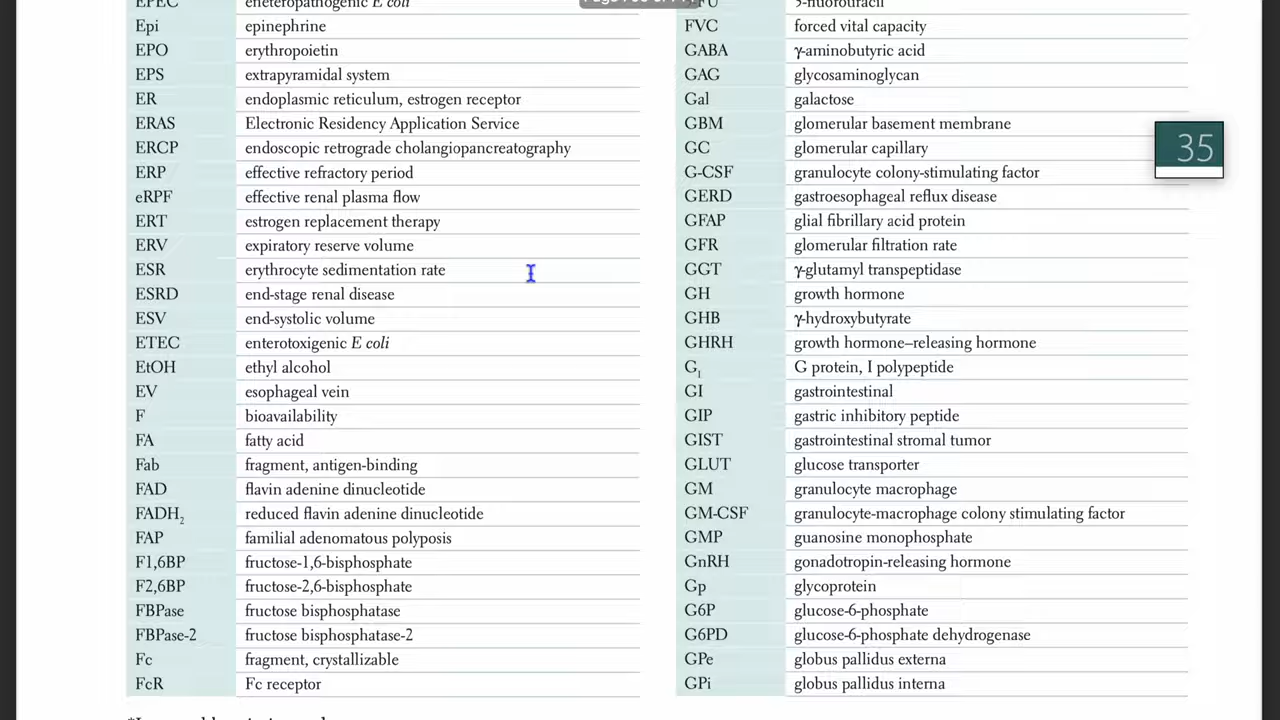 EPEC eneteropathogenic E coli
Epi epinephrine
EPO erythropoietin
EPS extrapyramidal system
ER endoplasmic reticulum, estrogen receptor
ERAS Electronic Residency Application Service
ERCP endoscopic retrograde cholangiopancreatography
ERP effective refractory period
eRPF effective renal plasma flow
ERT estrogen replacement therapy
ERV expiratory reserve volume
ESR erythrocyte sedimentation rate
ESRD end-stage renal disease
ESV end-systolic volume
ETEC enterotoxigenic E coli
EtOH ethyl alcohol
EV esophageal vein
F bioavailability
FA fatty acid
Fab fragment, antigen-binding
FAD flavin adenine dinucleotide
FADH₂ reduced flavin adenine dinucleotide
FAP familial adenomatous polyposis
F1,6BP fructose-1,6-bisphosphate
F2,6BP fructose-2,6-bisphosphate
FBPase fructose bisphosphatase
FBPase-2 fructose bisphosphatase-2
Fc fragment, crystallizable
FcR Fc receptor
5-fluorouracil
FVC forced vital capacity
GABA γ-aminobutyric acid
GAG glycosaminoglycan
Gal galactose
GBM glomerular basement membrane
GC glomerular capillary
G-CSF granulocyte colony-stimulating factor
GERD gastroesophageal reflux disease
GFAP glial fibrillary acid protein
GFR glomerular filtration rate
GGT γ-glutamyl transpeptidase
GH growth hormone
GHB γ-hydroxybutyrate
GHRH growth hormone–releasing hormone
G_I G protein, I polypeptide
GI gastrointestinal
GIP gastric inhibitory peptide
GIST gastrointestinal stromal tumor
GLUT glucose transporter
GM granulocyte macrophage
GM-CSF granulocyte-macrophage colony stimulating factor
GMP guanosine monophosphate
GnRH gonadotropin-releasing hormone
Gp glycoprotein
G6P glucose-6-phosphate
G6PD glucose-6-phosphate dehydrogenase
GPe globus pallidus externa
GPi globus pallidus interna
35